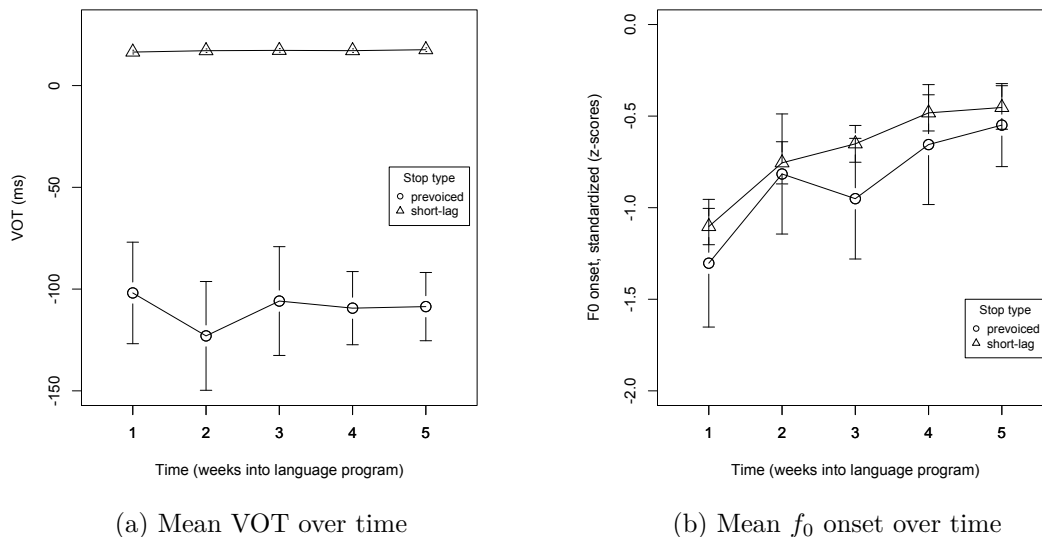 VOT (ms)
0
-50
-100
-150
Stop type
prevoiced
short-lag
1 2 3 4 5
Time (weeks into language program)
(a) Mean VOT over time
F0 onset, standardized (z-scores)
0.0
-0.5
-1.0
-1.5
-2.0
Stop type
prevoiced
short-lag
1 2 3 4 5
Time (weeks into language program)
(b) Mean f₀ onset over time